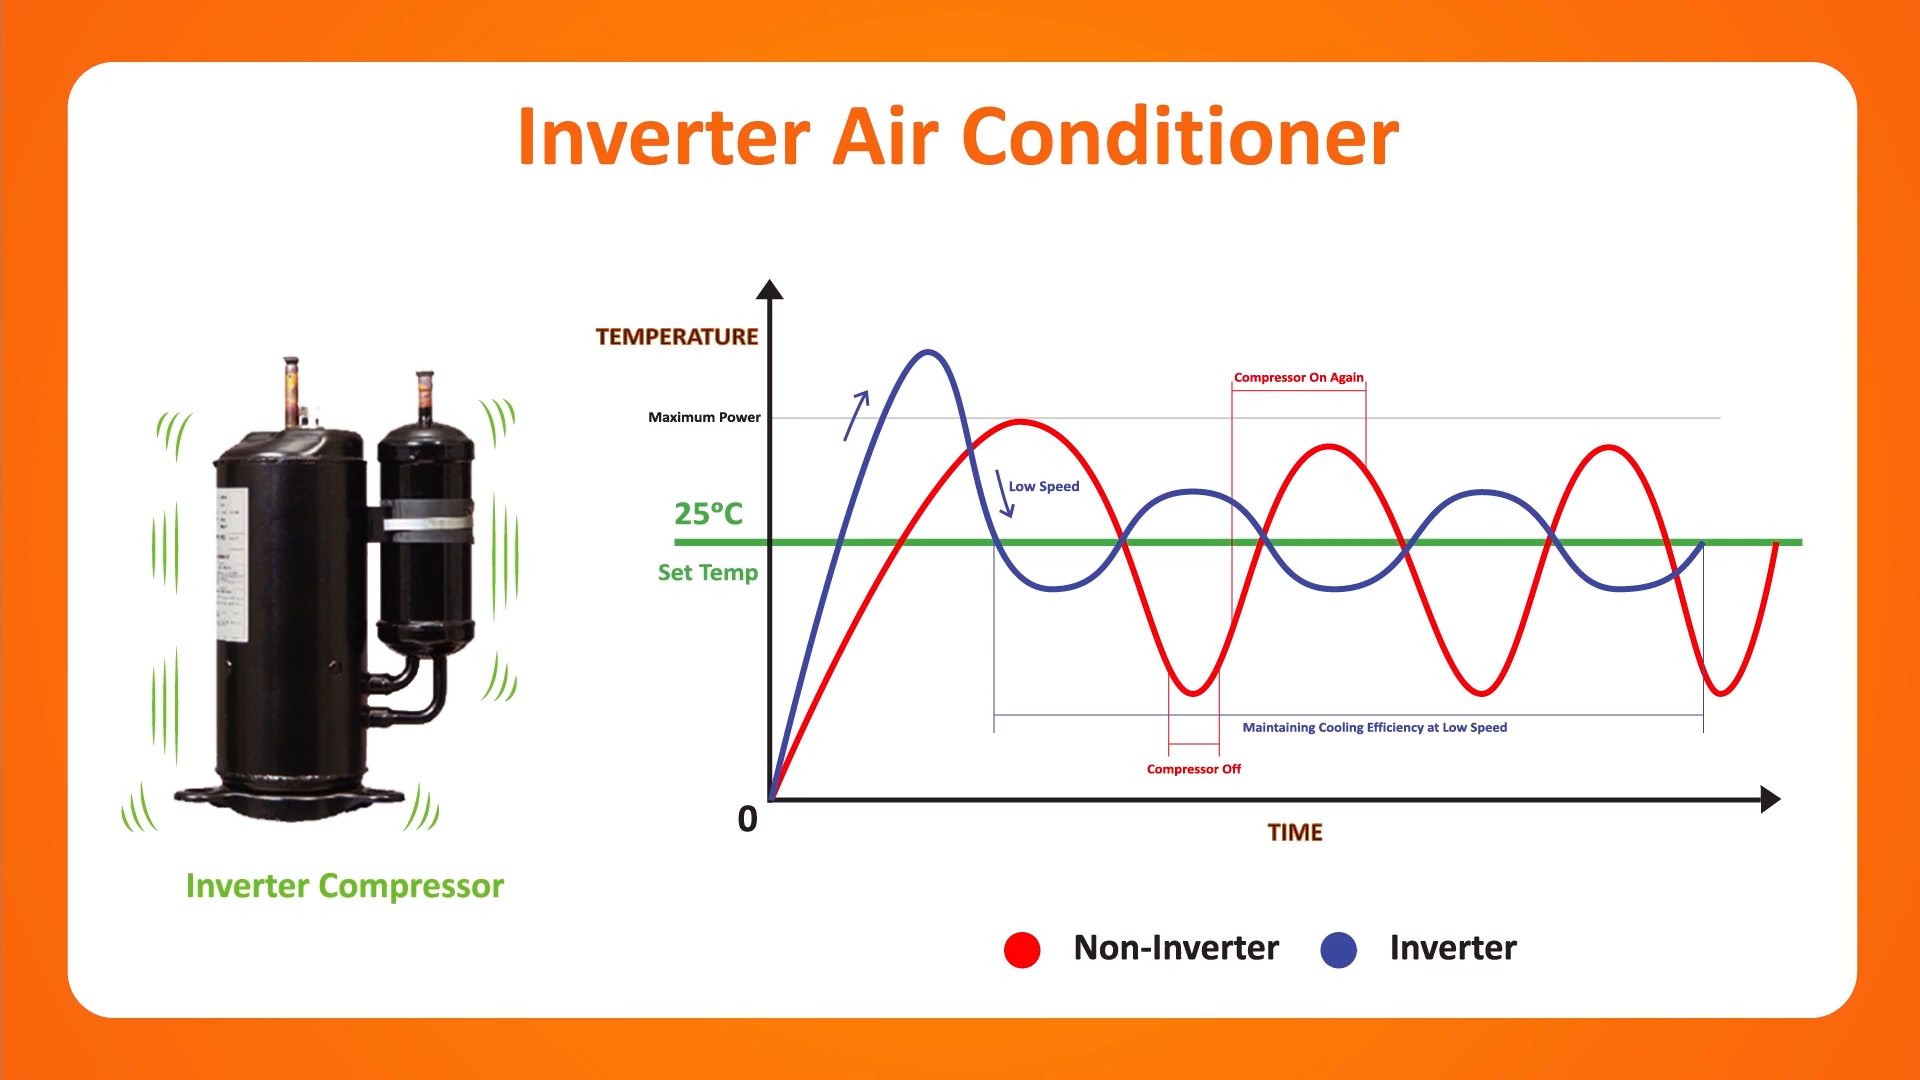 Inverter Air Conditioner
TEMPERATURE
Maximum Power
25°C
Set Temp
0
Compressor On Again
Low Speed
Maintaining Cooling Efficiency at Low Speed
Compressor Off
TIME
Inverter Compressor
Non-Inverter
Inverter